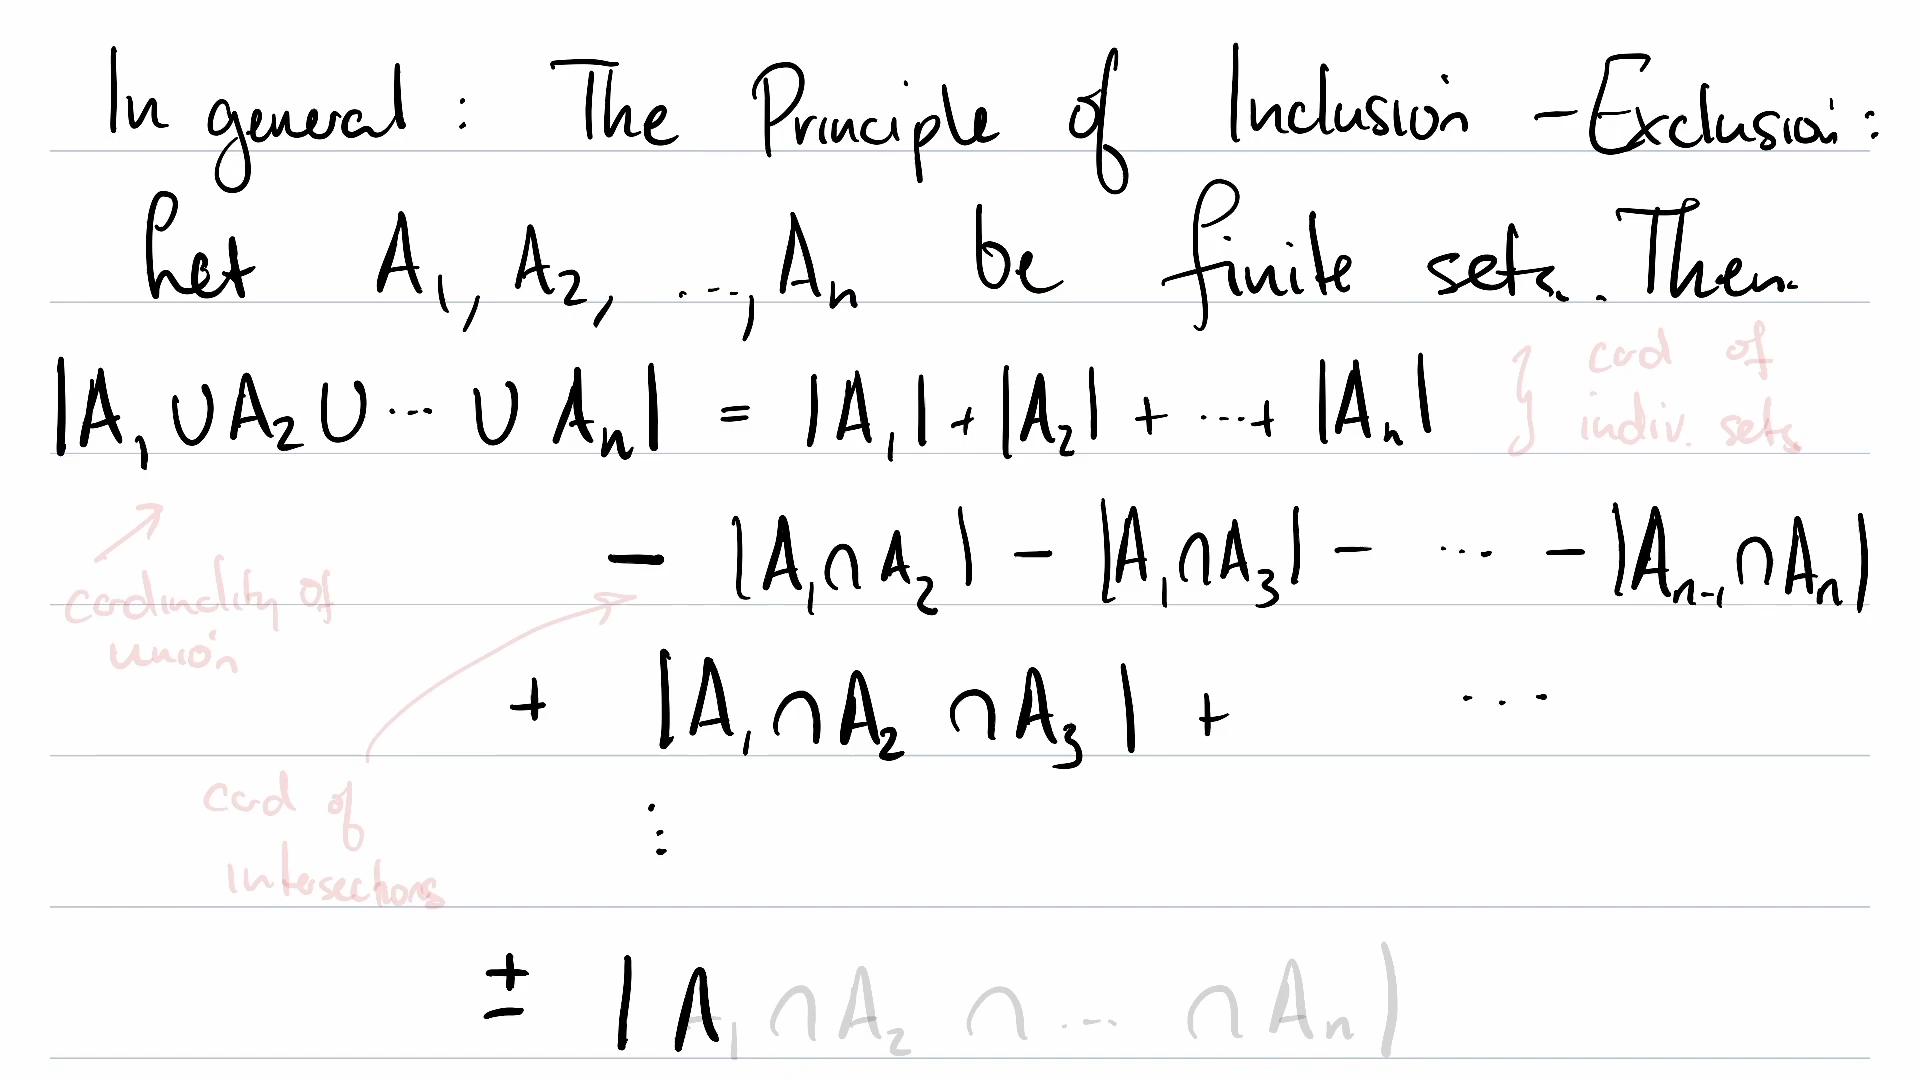 In general : The Principle of Inclusion - Exclusion :
Let A₁, A₂, ..., Aₙ be finite sets. Then
|A₁ ∪ A₂ ∪ ··· ∪ Aₙ| = |A₁| + |A₂| + ··· + |Aₙ|
} card of
indiv. sets
- |A₁ ∩ A₂| - |A₁ ∩ A₃| - ··· - |Aₙ₋₁ ∩ Aₙ|
cardinality of
union
+ |A₁ ∩ A₂ ∩ A₃| + ···
card of
intersections
⋮
± |A₁ ∩ A₂ ∩ ··· ∩ Aₙ|